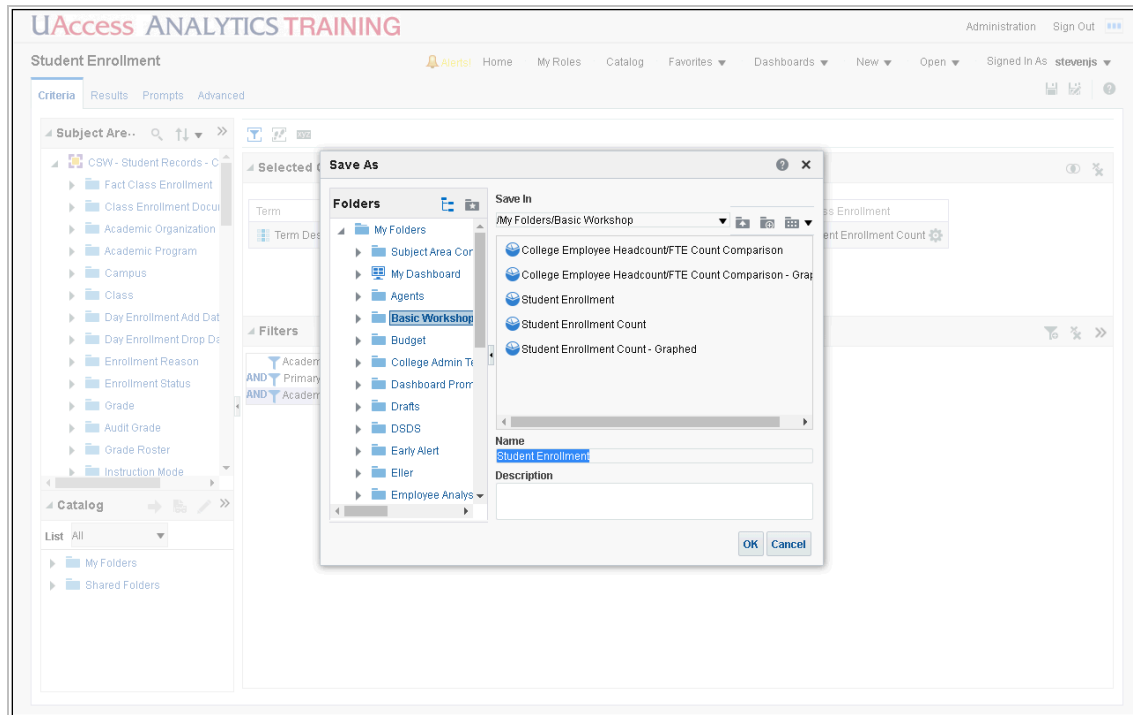 UAccess ANALYTICS TRAINING
Administration Sign Out
Student Enrollment
Alerts! Home My Roles Catalog Favorites Dashboards New Open Signed In As stevenjs
Criteria Results Prompts Advanced
Subject Are..
CSW - Student Records - C
Fact Class Enrollment
Class Enrollment Docu
Academic Organization
Academic Program
Campus
Class
Day Enrollment Add Dat
Day Enrollment Drop Da
Enrollment Reason
Enrollment Status
Grade
Audit Grade
Grade Roster
Instruction Mode
Catalog
List All
My Folders
Shared Folders
Selected C
Term
ss Enrollment
Term Des
ent Enrollment Count
Filters
Academ
AND Primary
AND Academ
Save As
Folders
My Folders
Subject Area Cor
My Dashboard
Agents
Basic Workshop
Budget
College Admin Te
Dashboard Prom
Drafts
DSDS
Early Alert
Eller
Employee Analys
Save In
/My Folders/Basic Workshop
College Employee Headcount/FTE Count Comparison
College Employee Headcount/FTE Count Comparison - Grap
Student Enrollment
Student Enrollment Count
Student Enrollment Count - Graphed
Name
Student Enrollment
Description
OK Cancel